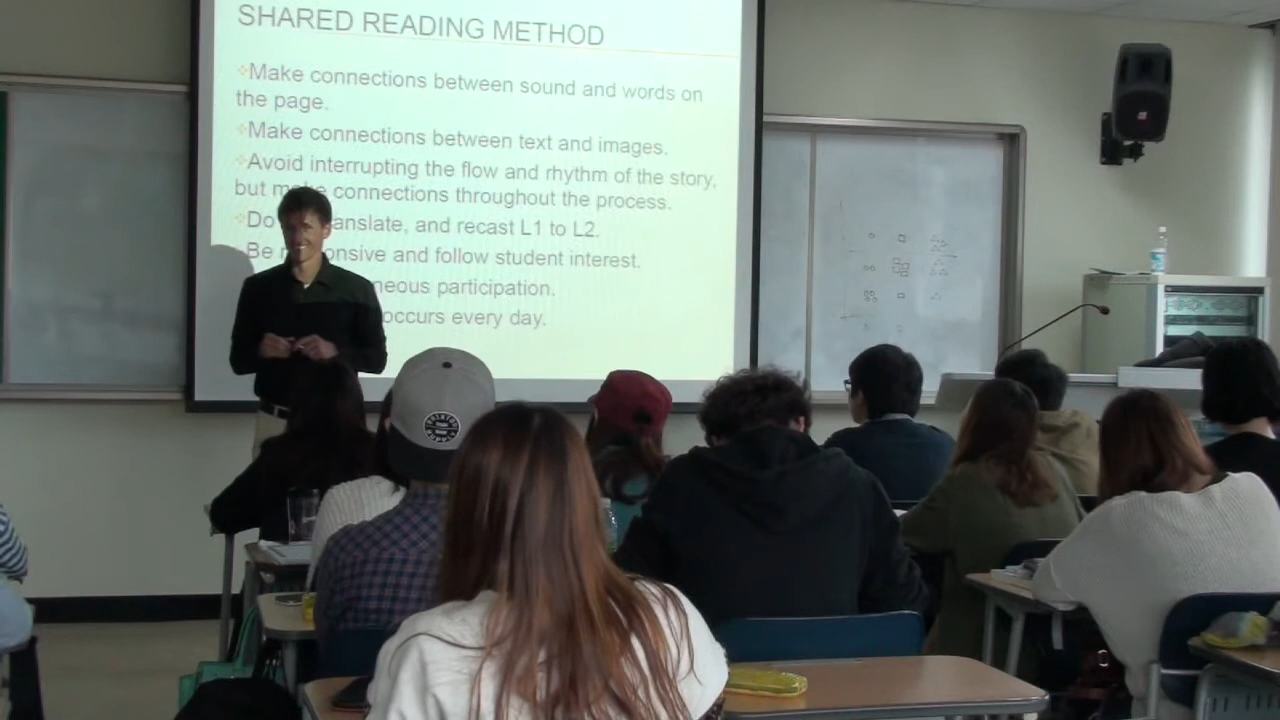 SHARED READING METHOD
Make connections between sound and words on
the page.
Make connections between text and images.
Avoid interrupting the flow and rhythm of the story,
but make connections throughout the process.
Do translate, and recast L1 to L2.
Be responsive and follow student interest.
participation.
occurs every day.